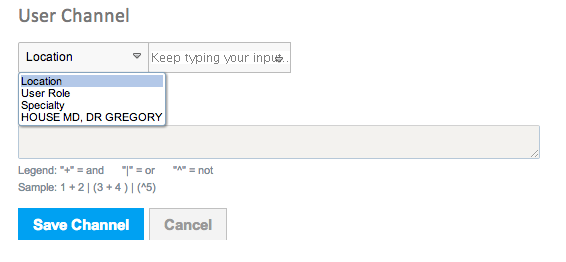 User Channel
Location
Keep typing your input..
Location
User Role
Specialty
HOUSE MD, DR GREGORY
Legend: "+" = and "|" = or "^" = not
Sample: 1 + 2 | (3 + 4 ) | (^5)
Save Channel
Cancel